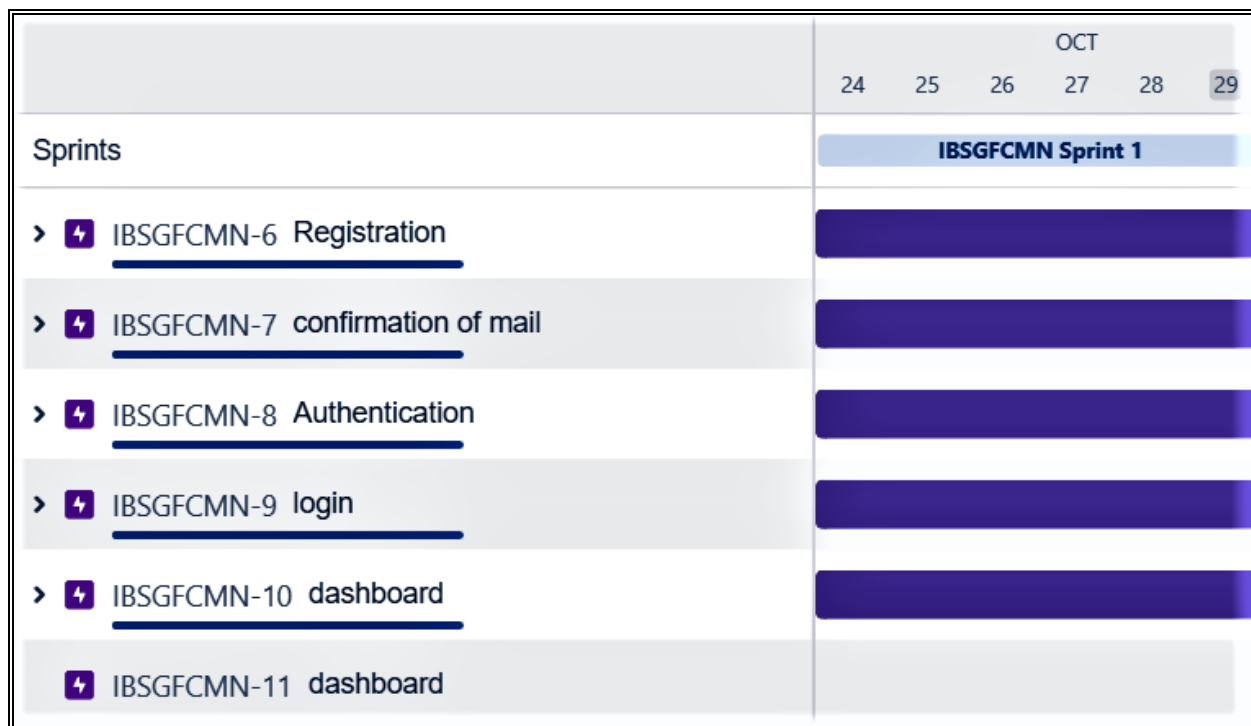 OCT
24 25 26 27 28 29
Sprints
IBSGFCMN Sprint 1
IBSGFCMN-6 Registration
IBSGFCMN-7 confirmation of mail
IBSGFCMN-8 Authentication
IBSGFCMN-9 login
IBSGFCMN-10 dashboard
IBSGFCMN-11 dashboard